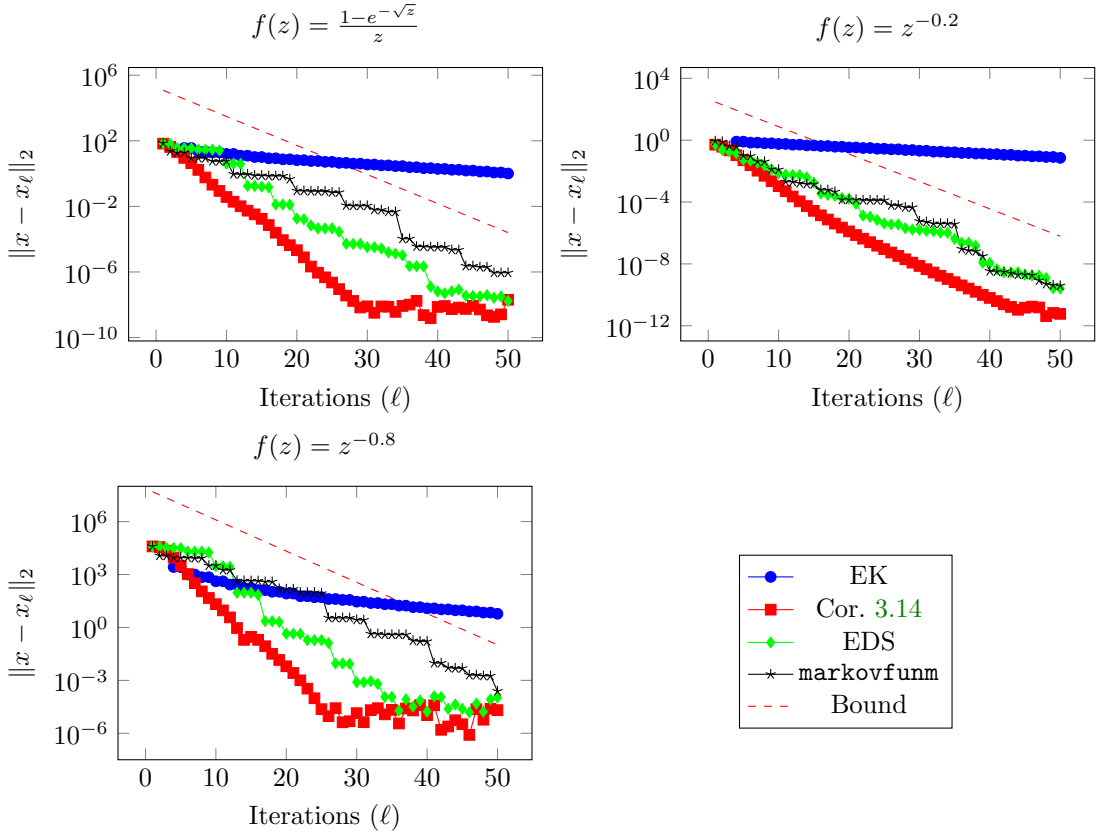 f(z) = \frac{1−e^{−\sqrt{z}}}{z}
10^6
10^2
10^{−2}
10^{−6}
10^{−10}
‖x − x_ℓ‖_2
0 10 20 30 40 50
Iterations (ℓ)
f(z) = z^{−0.2}
10^4
10^0
10^{−4}
10^{−8}
10^{−12}
‖x − x_ℓ‖_2
0 10 20 30 40 50
Iterations (ℓ)
f(z) = z^{−0.8}
10^6
10^3
10^0
10^{−3}
10^{−6}
‖x − x_ℓ‖_2
0 10 20 30 40 50
Iterations (ℓ)
EK
Cor. 3.14
EDS
markovfunm
Bound